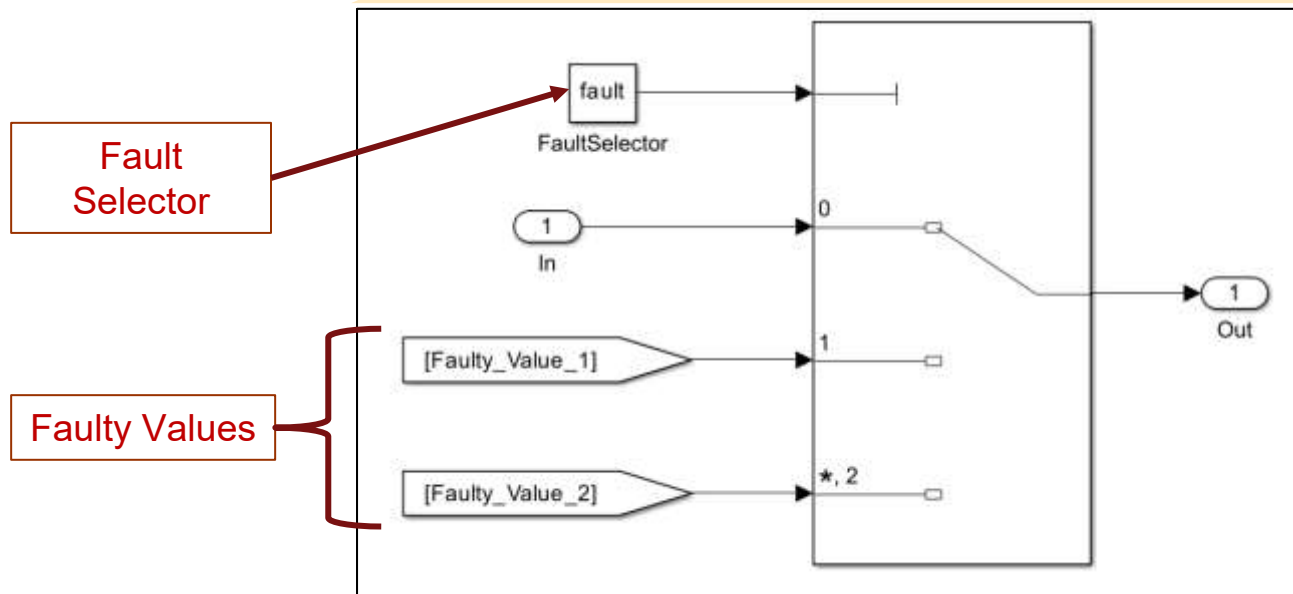 fault
FaultSelector
Fault
Selector
0
1
In
1
Out
1
[Faulty_Value_1]
Faulty Values
*, 2
[Faulty_Value_2]